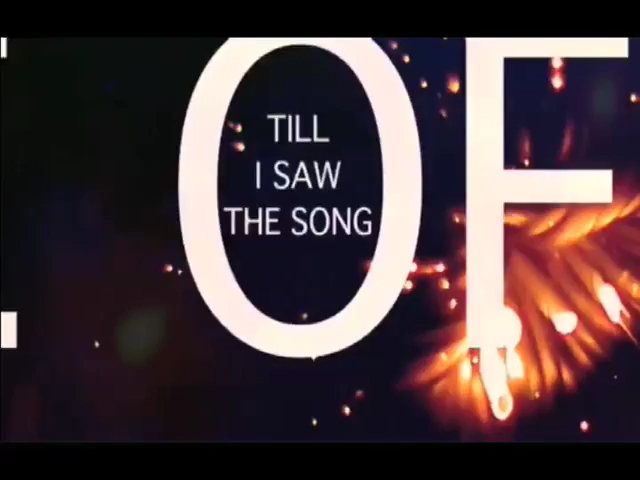 OF
TILL
I SAW
THE SONG